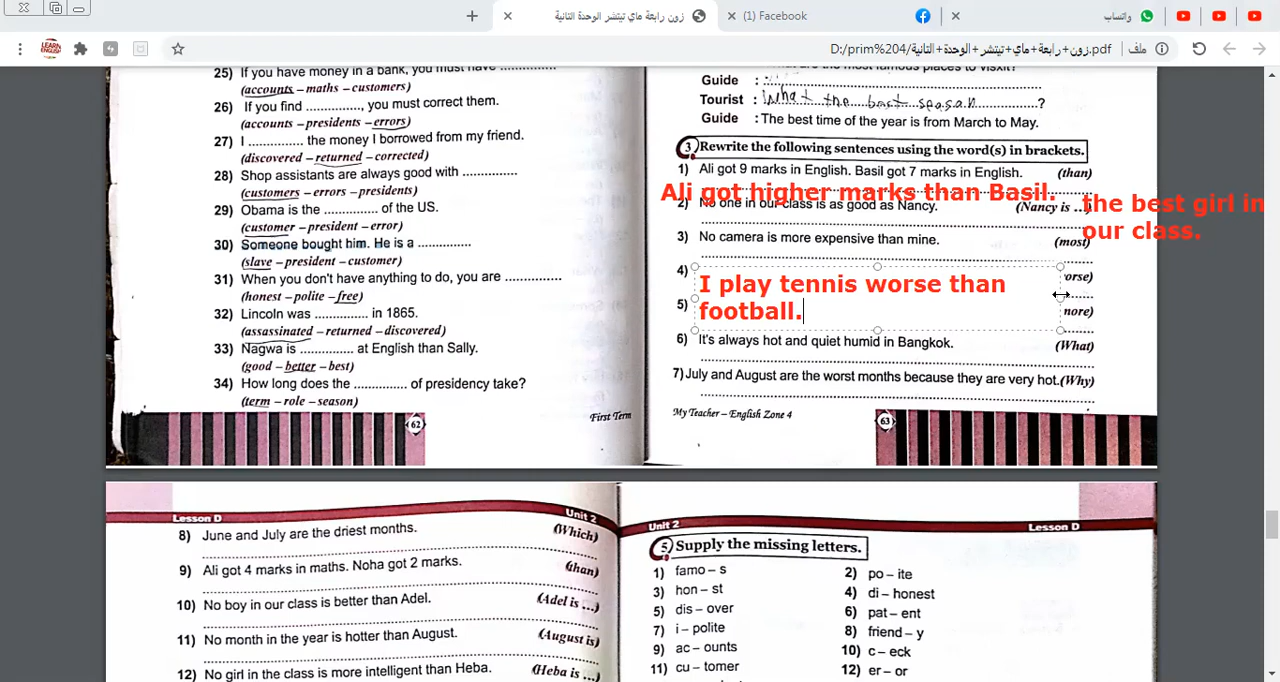 زون رابعة ماي تيتشر الوحدة الثانية
(1) Facebook
واتساب
D:/prim%204/زون+رابعة+ماي+تيتشر+الوحدة+الثانية.pdf
ملف
25) If you have money in a bank, you must have ..............
(accounts – maths – customers)
26) If you find .............., you must correct them.
(accounts – presidents – errors)
27) I .............. the money I borrowed from my friend.
(discovered – returned – corrected)
28) Shop assistants are always good with ..............
(customers – errors – presidents)
29) Obama is the .............. of the US.
(customer – president – error)
30) Someone bought him. He is a ..............
(slave – president – customer)
31) When you don't have anything to do, you are ..............
(honest – polite – free)
32) Lincoln was .............. in 1865.
(assassinated – returned – discovered)
33) Nagwa is .............. at English than Sally.
(good – better – best)
34) How long does the .............. of presidency take?
(term – role – season)
62
First Term
Guide :
Tourist : What the best season ?
Guide : The best time of the year is from March to May.
3 Rewrite the following sentences using the word(s) in brackets.
1) Ali got 9 marks in English. Basil got 7 marks in English. (than)
Ali got higher marks than Basil.
2) No one in our class is as good as Nancy. (Nancy is ...)
the best girl in
our class.
3) No camera is more expensive than mine. (most)
4) orse)
I play tennis worse than
football.
5) nore)
6) It's always hot and quiet humid in Bangkok. (What)
7) July and August are the worst months because they are very hot.(Why)
My Teacher – English Zone 4
63
Lesson D
Unit 2
8) June and July are the driest months. (Which)
9) Ali got 4 marks in maths. Noha got 2 marks. (than)
10) No boy in our class is better than Adel. (Adel is ...)
11) No month in the year is hotter than August. (August is)
12) No girl in the class is more intelligent than Heba. (Heba is ...)
Unit 2
Lesson D
5 Supply the missing letters.
1) famo – s
2) po – ite
3) hon – st
4) di – honest
5) dis – over
6) pat – ent
7) i – polite
8) friend – y
9) ac – ounts
10) c – eck
11) cu – tomer
12) er – or